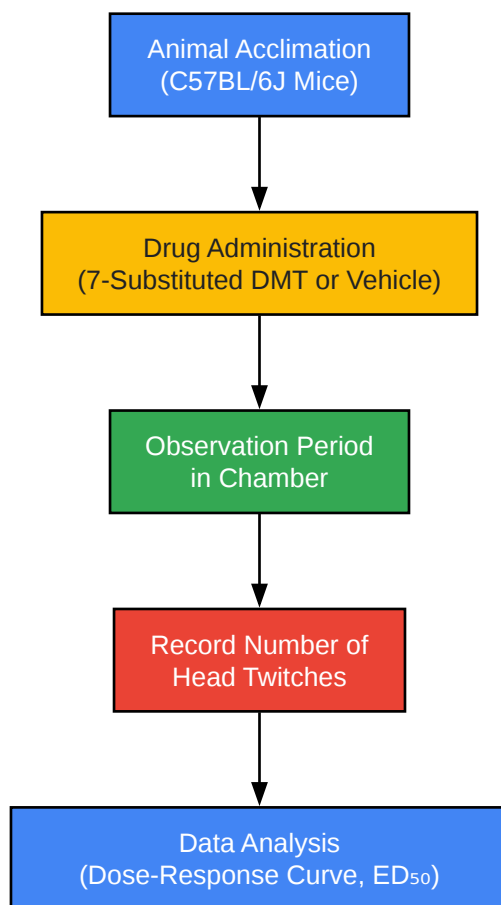 Animal Acclimation
(C57BL/6J Mice)
Drug Administration
(7-Substituted DMT or Vehicle)
Observation Period
in Chamber
Record Number of
Head Twitches
Data Analysis
(Dose-Response Curve, ED₅₀)